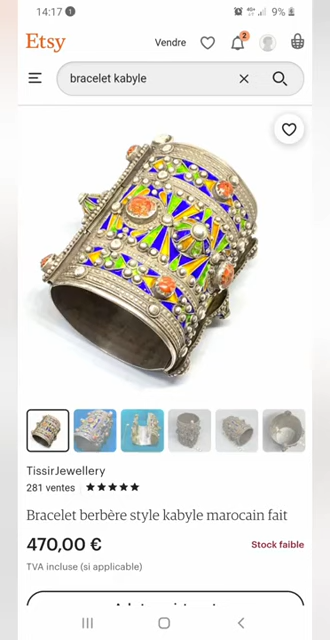 14:17
9%
Etsy
Vendre
2
bracelet kabyle
TissirJewellery
281 ventes
Bracelet berbère style kabyle marocain fait
470,00 €
Stock faible
TVA incluse (si applicable)